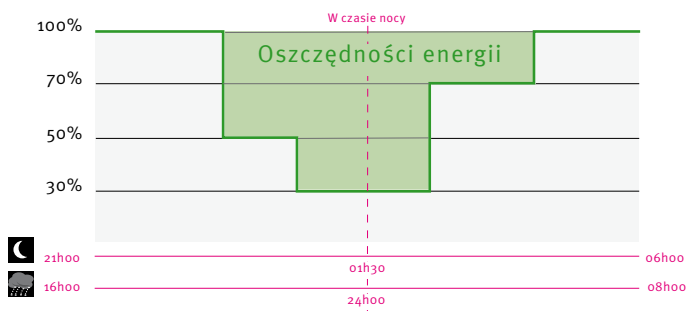 W czasie nocy
100%
Oszczędności energii
70%
50%
30%
21h00
01h30
06h00
16h00
24h00
08h00